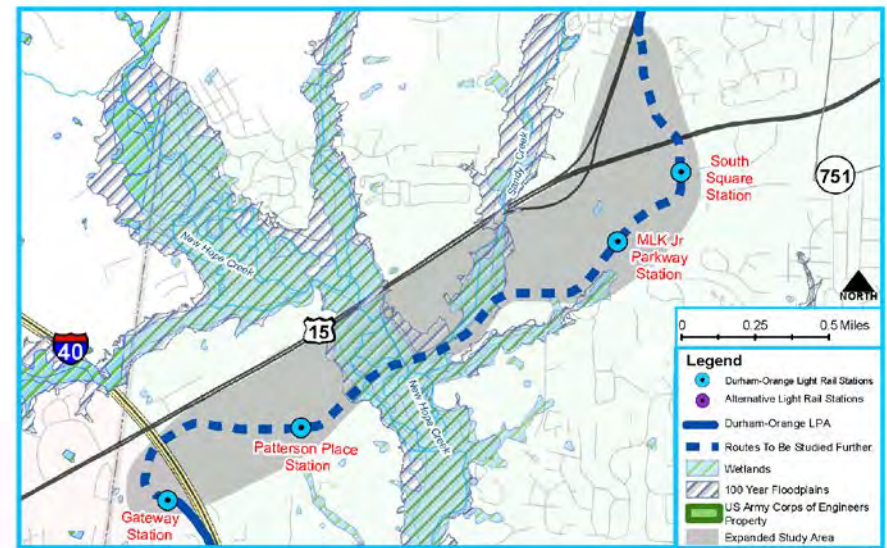 Sandy Creek
South
Square
Station
751
MLK Jr
Parkway
Station
New Hope Creek
NORTH
15
40
0 0.25 0.5 Miles
Patterson Place
Station
New Hope Creek
Gateway
Station
Legend
Durham-Orange Light Rail Stations
Alternative Light Rail Stations
Durham-Orange LPA
Routes To Be Studied Further
Wetlands
100 Year Floodplains
US Army Corps of Engineers
Property
Expanded Study Area